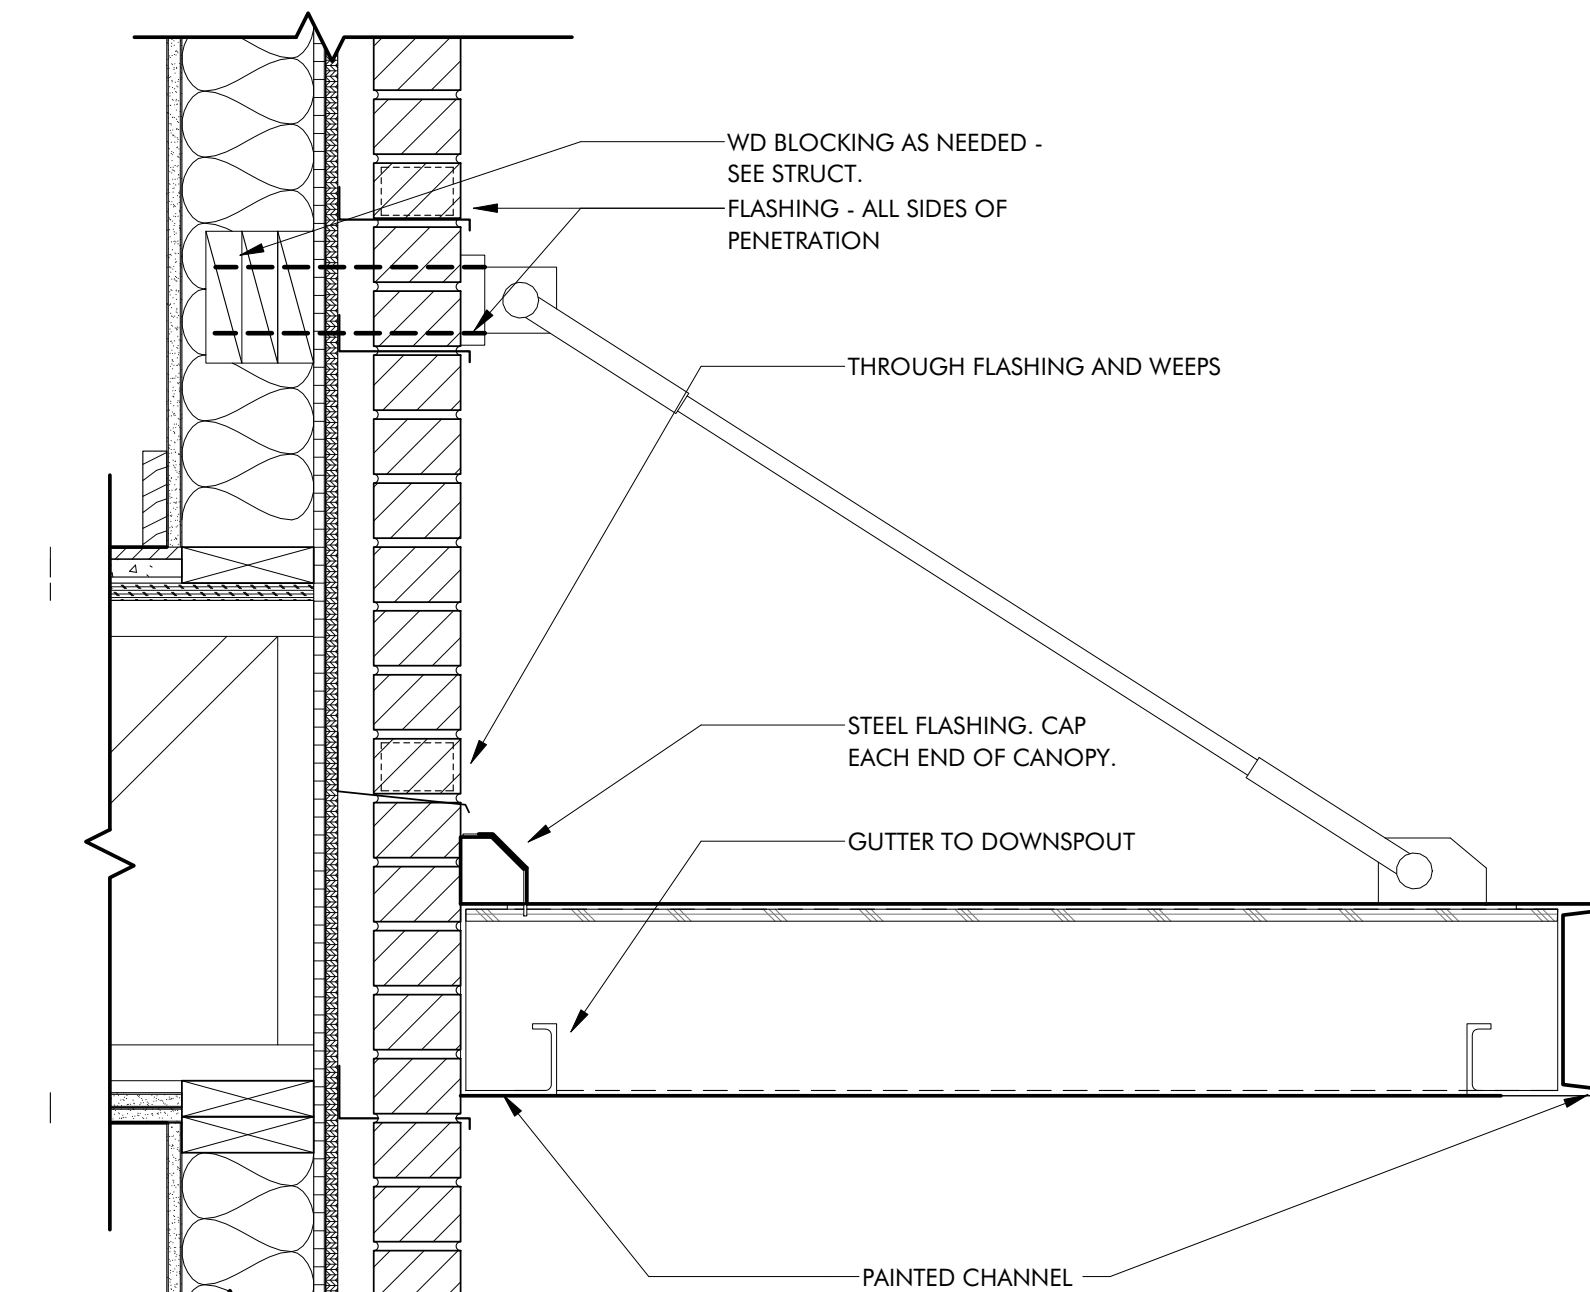 WD BLOCKING AS NEEDED -
SEE STRUCT.
FLASHING - ALL SIDES OF
PENETRATION
THROUGH FLASHING AND WEEPS
STEEL FLASHING. CAP
EACH END OF CANOPY.
GUTTER TO DOWNSPOUT
PAINTED CHANNEL